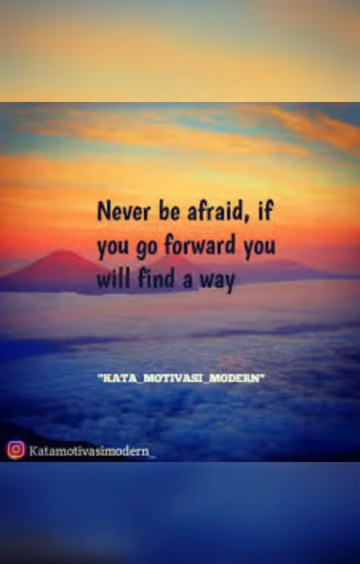 Never be afraid, if
you go forward you
will find a way
"KATA_MOTIVASI_MODERN"
Katamotivasimodern_